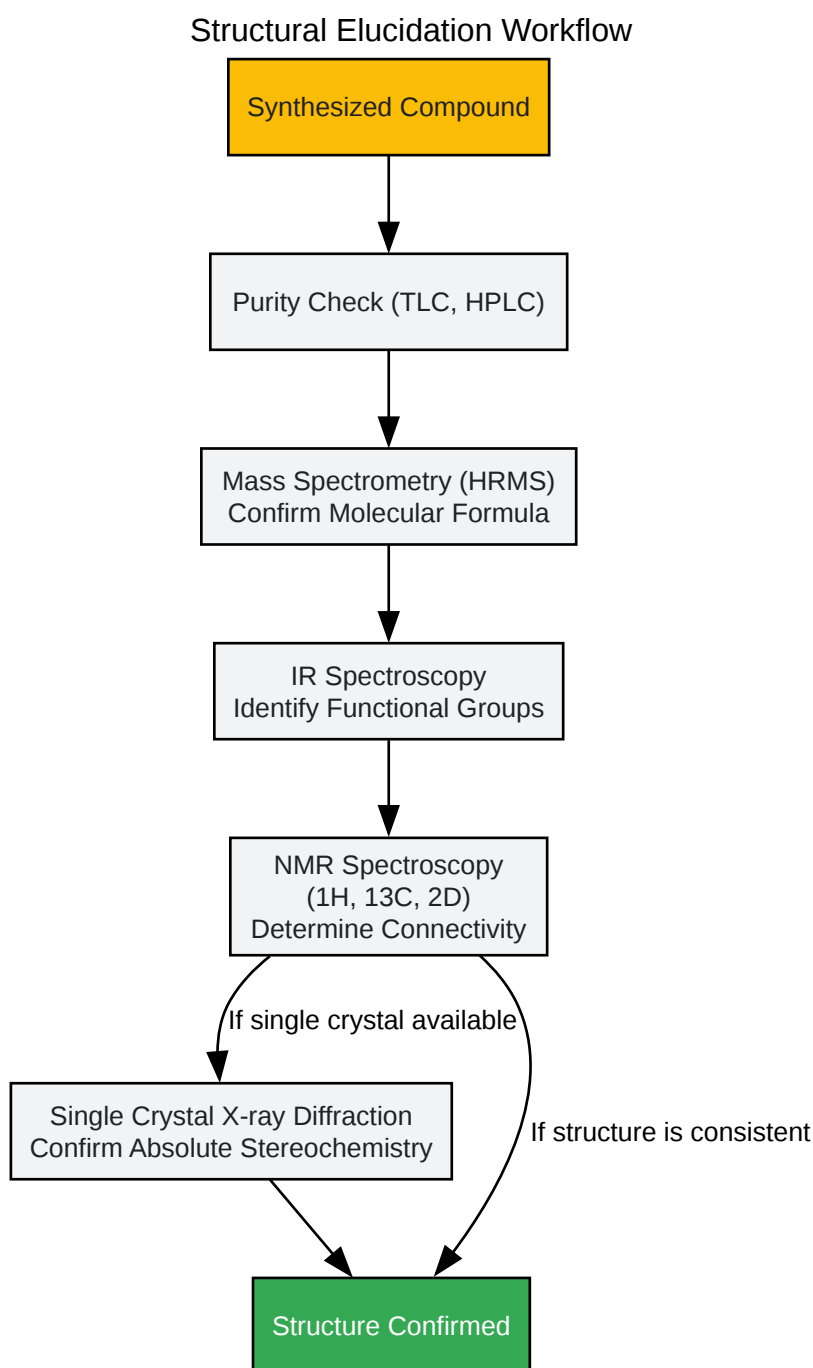 Structural Elucidation Workflow
Synthesized Compound
Purity Check (TLC, HPLC)
Mass Spectrometry (HRMS)
Confirm Molecular Formula
IR Spectroscopy
Identify Functional Groups
NMR Spectroscopy
(1H, 13C, 2D)
Determine Connectivity
If single crystal available
Single Crystal X-ray Diffraction
Confirm Absolute Stereochemistry
If structure is consistent
Structure Confirmed